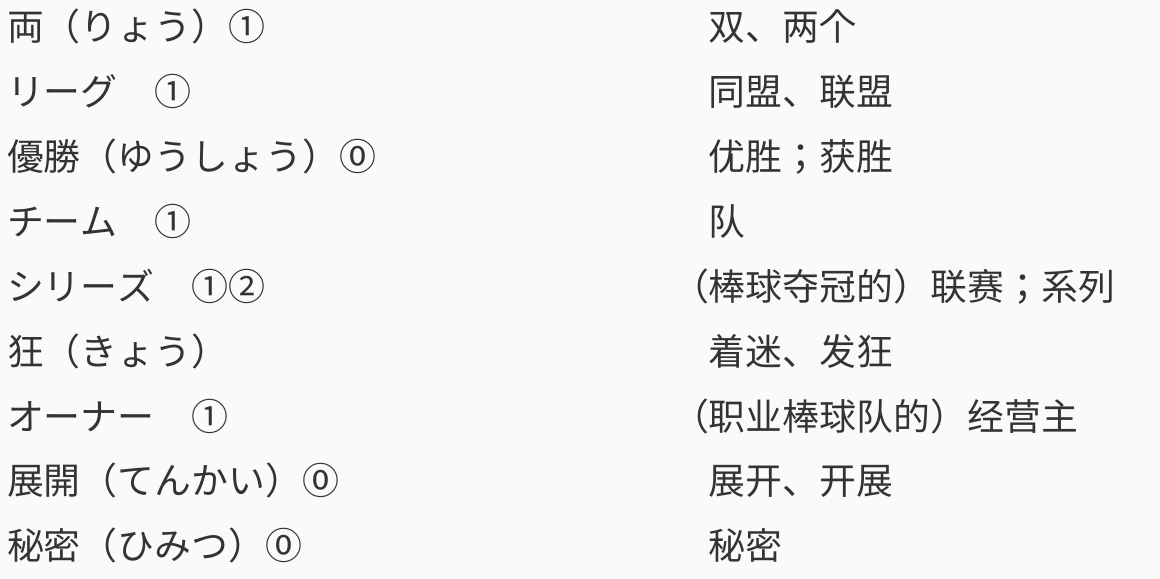 両（りょう）① 双、两个
リーグ　① 同盟、联盟
優勝（ゆうしょう）⓪ 优胜；获胜
チーム　① 队
シリーズ　①② （棒球夺冠的）联赛；系列
狂（きょう） 着迷、发狂
オーナー　① （职业棒球队的）经营主
展開（てんかい）⓪ 展开、开展
秘密（ひみつ）⓪ 秘密